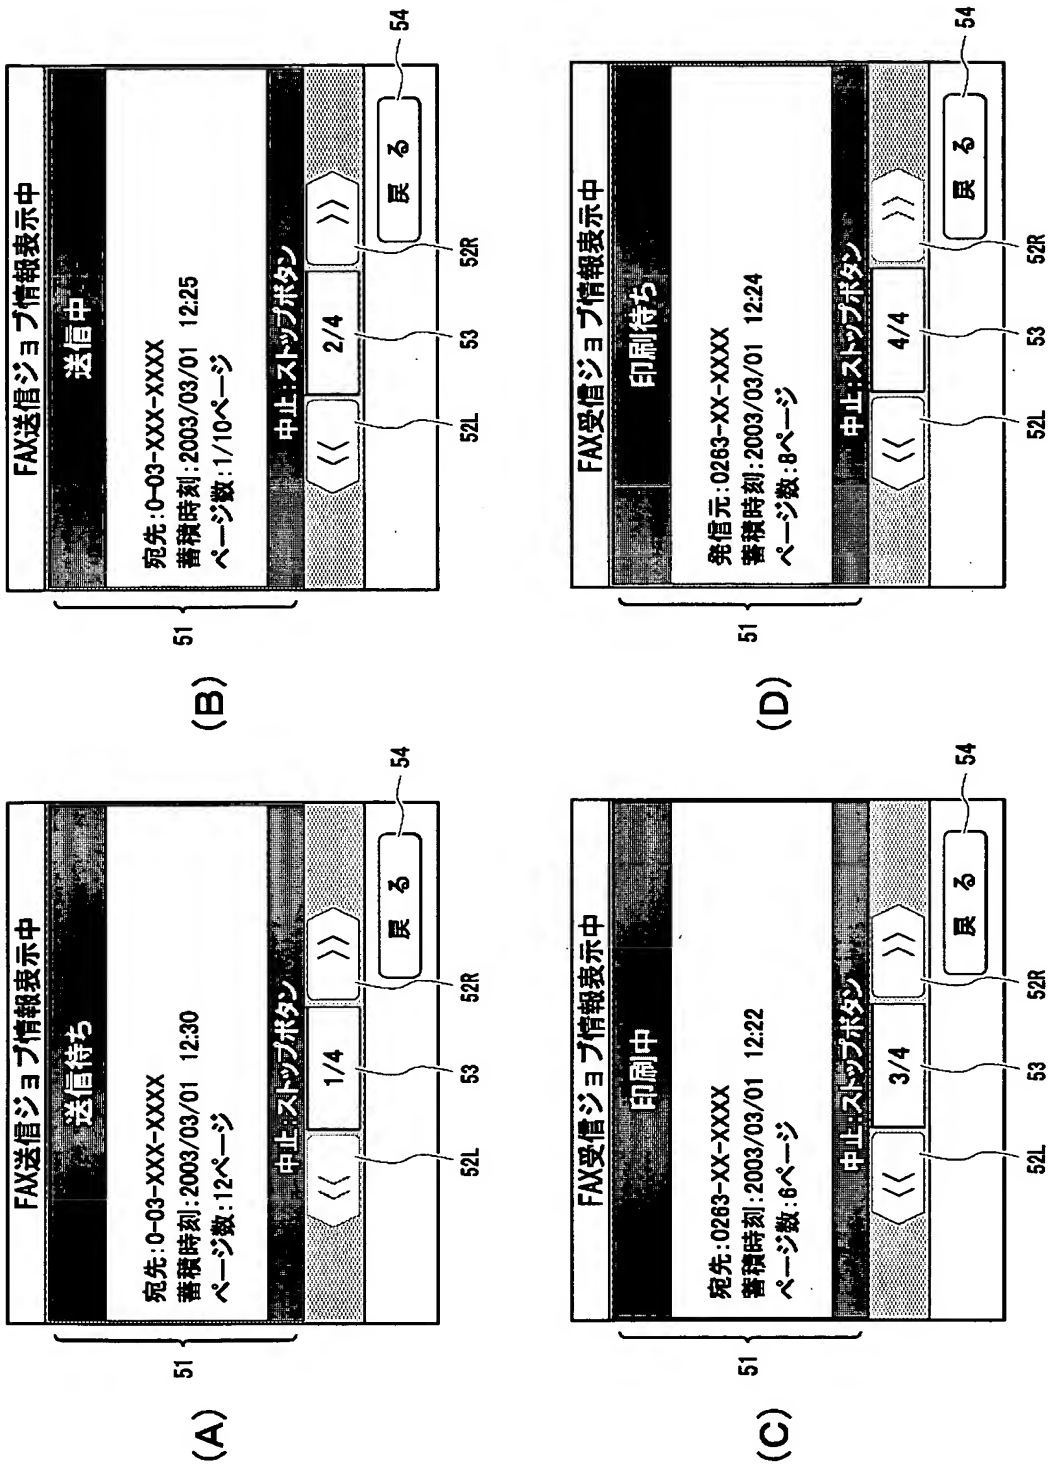 (A)
FAX送信ジョブ情報表示中
送信待ち
宛先:0-03-XXX-XXXX
蓄積時刻:2003/03/01 12:30
ページ数:12ページ
中止:ストップボタン
<< 1/4 >>
戻る
51
52L
53
52R
54
(B)
FAX送信ジョブ情報表示中
送信中
宛先:0-03-XXX-XXXX
蓄積時刻:2003/03/01 12:25
ページ数:1/10ページ
中止:ストップボタン
<< 2/4 >>
戻る
51
52L
53
52R
54
(C)
FAX受信ジョブ情報表示中
印刷中
宛先:0263-XX-XXXX
蓄積時刻:2003/03/01 12:22
ページ数:6ページ
中止:ストップボタン
<< 3/4 >>
戻る
51
52L
53
52R
54
(D)
FAX受信ジョブ情報表示中
印刷待ち
発信元:0263-XX-XXXX
蓄積時刻:2003/03/01 12:24
ページ数:8ページ
中止:ストップボタン
<< 4/4 >>
戻る
51
52L
53
52R
54